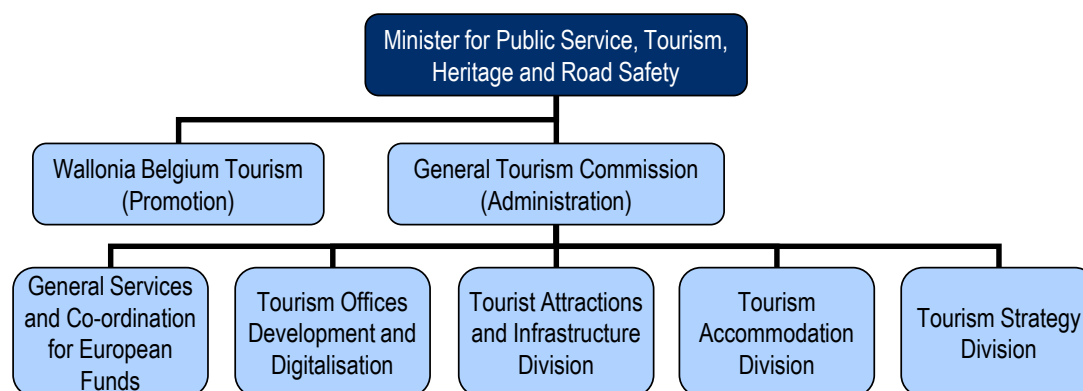 Minister for Public Service, Tourism,
Heritage and Road Safety
Wallonia Belgium Tourism
(Promotion)
General Tourism Commission
(Administration)
General Services
and Co-ordination
for European
Funds
Tourism Offices
Development and
Digitalisation
Tourist Attractions
and Infrastructure
Division
Tourism
Accommodation
Division
Tourism Strategy
Division